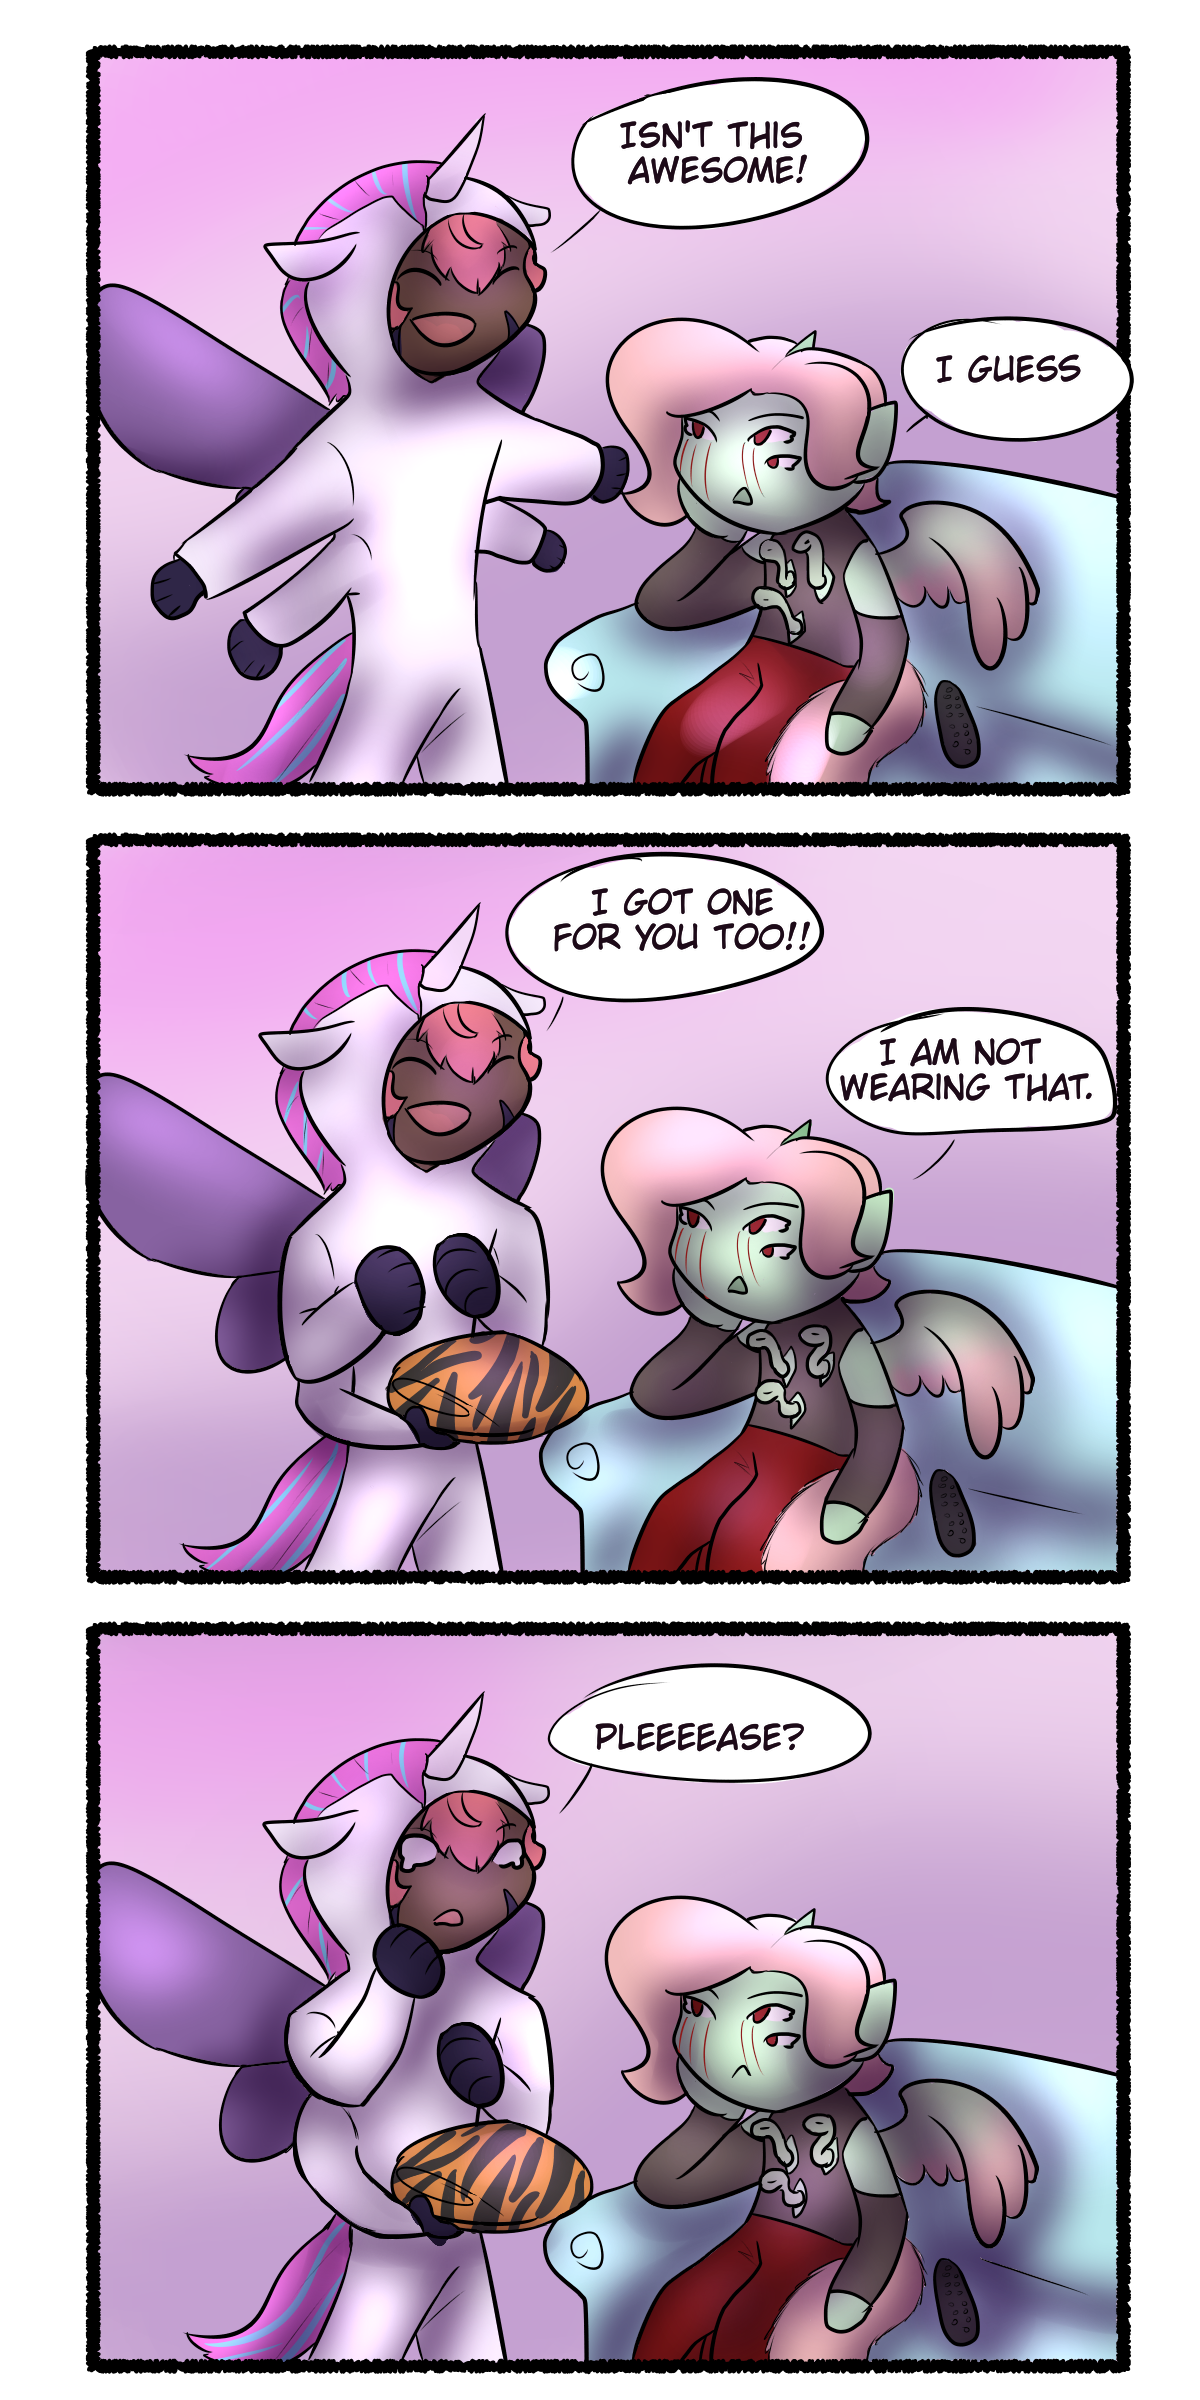 ISN'T THIS
AWESOME!
I GUESS
I GOT ONE
FOR YOU TOO!!
I AM NOT
WEARING THAT.
PLEEEEASE?